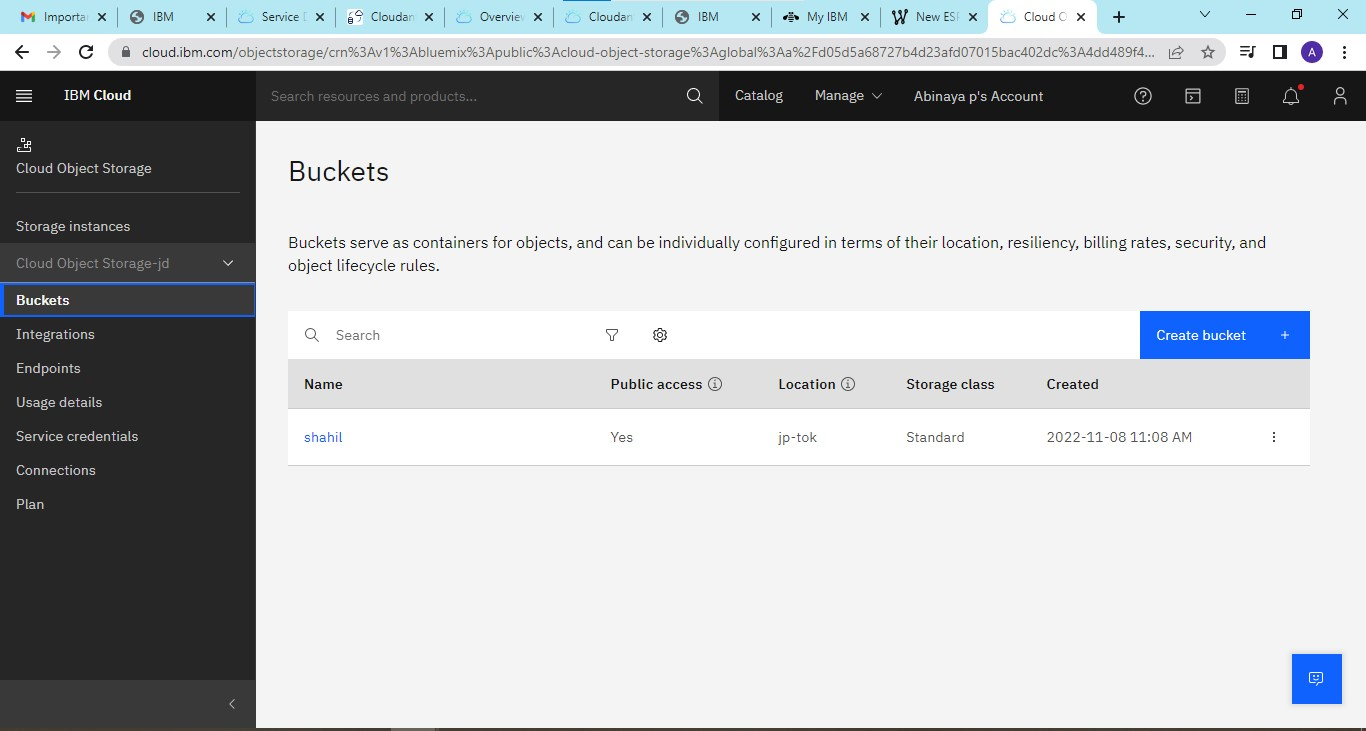 Importa
IBM
Service D
Cloudan
Overview
Cloudan
IBM
My IBM
New ESP
Cloud O
cloud.ibm.com/objectstorage/crn%3Av1%3Abluemix%3Apublic%3Acloud-object-storage%3Aglobal%3Aa%2Fd05d5a68727b4d23afd07015bac402dc%3A4dd489f4...
A
IBM Cloud
Search resources and products...
Catalog
Manage
Abinaya p's Account
Cloud Object Storage
Storage instances
Cloud Object Storage-jd
Buckets
Integrations
Endpoints
Usage details
Service credentials
Connections
Plan
Buckets
Buckets serve as containers for objects, and can be individually configured in terms of their location, resiliency, billing rates, security, and
object lifecycle rules.
Search
Create bucket +
Name Public access Location Storage class Created
shahil Yes jp-tok Standard 2022-11-08 11:08 AM